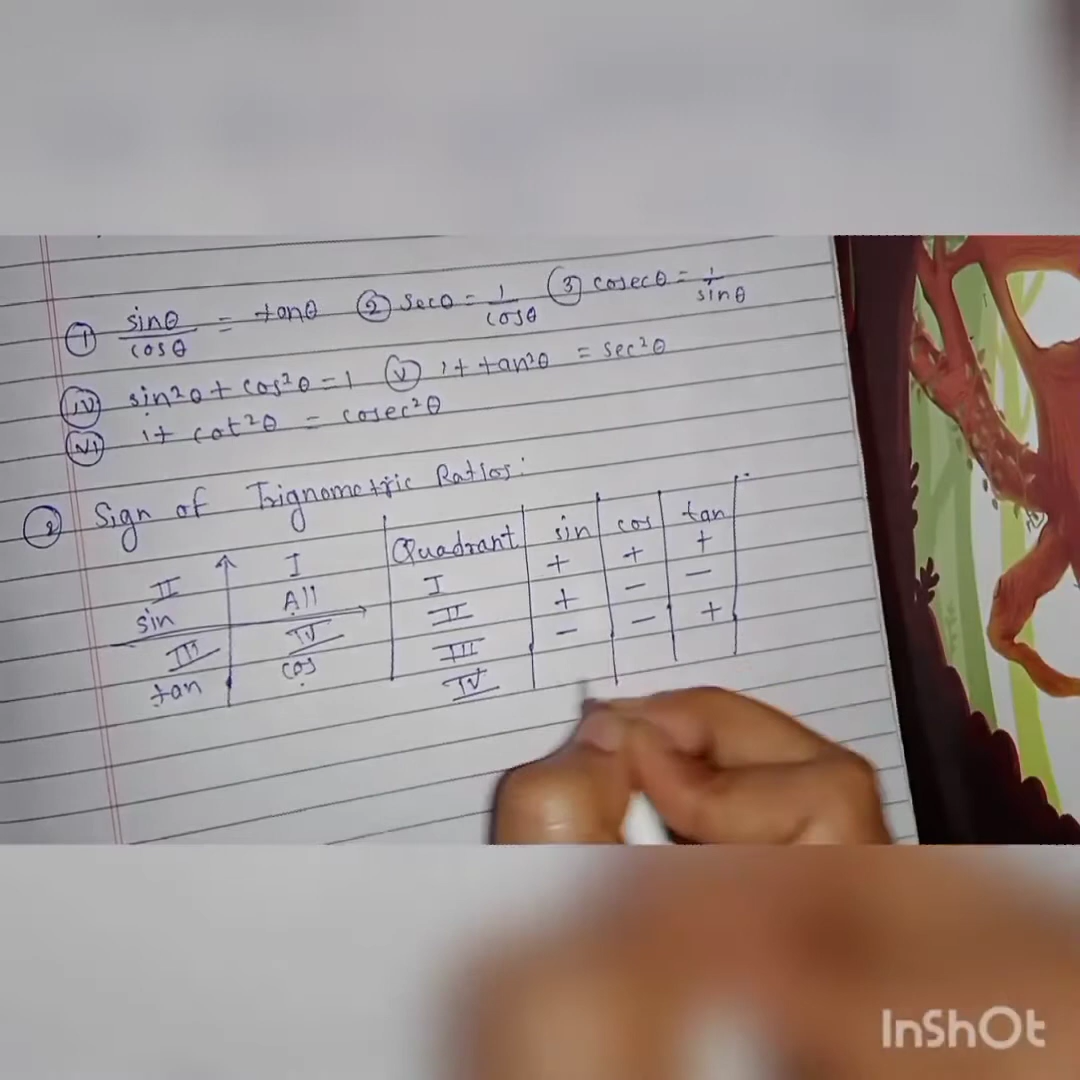 ① sinθ/cosθ = tanθ ② secθ = 1/cosθ ③ cosecθ = 1/sinθ
(iv) sin²θ + cos²θ = 1 (v) 1 + tan²θ = sec²θ
(vi) 1 + cot²θ = cosec²θ
② Sign of Trignometric Ratios:
II I
sin All
III IV
tan cos
Quadrant sin cos tan
I + + +
II + - -
III - - +
IV
InShOt